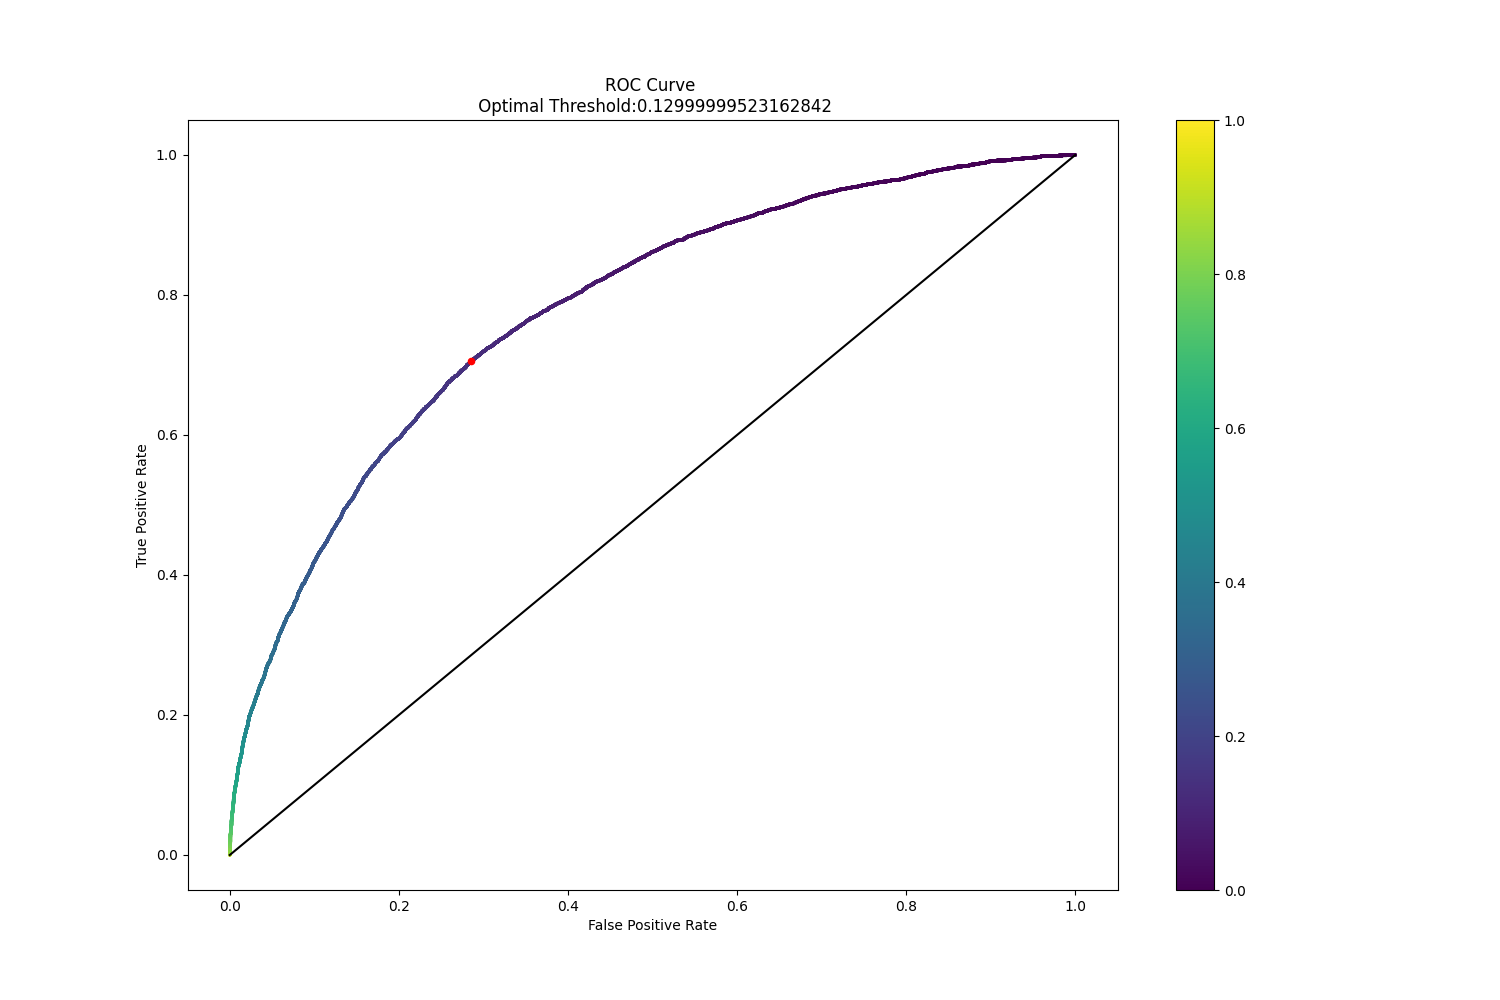 ROC Curve
Optimal Threshold:0.12999999523162842
True Positive Rate
1.0
0.8
0.6
0.4
0.2
0.0
0.0 0.2 0.4 0.6 0.8 1.0
False Positive Rate
1.0
0.8
0.6
0.4
0.2
0.0